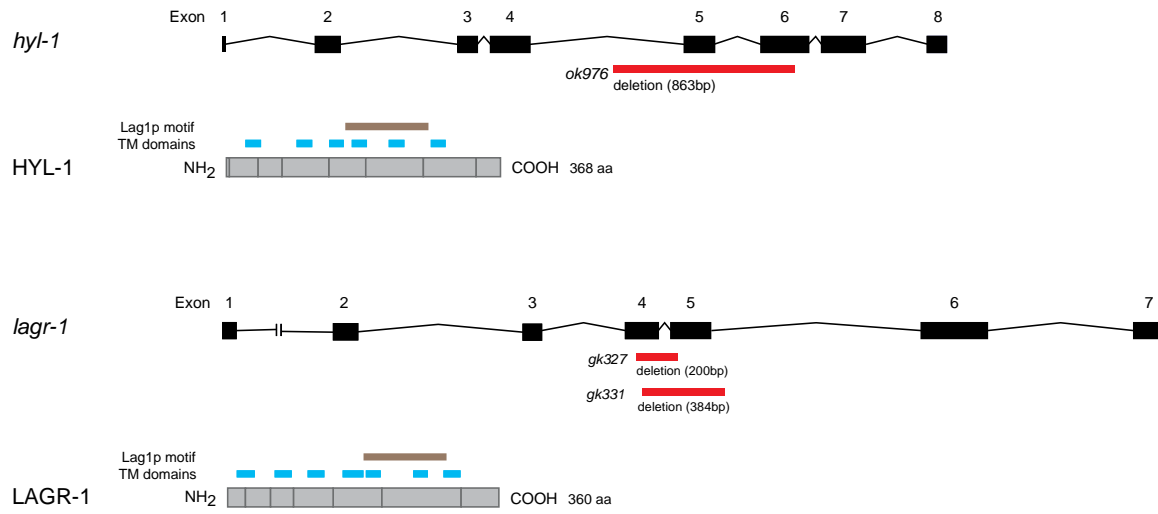 Exon 1 2 3 4 5 6 7 8
hyl-1
ok976
deletion (863bp)
Lag1p motif
TM domains
HYL-1 NH2 COOH 368 aa
Exon 1 2 3 4 5 6 7
lagr-1
gk327
deletion (200bp)
gk331
deletion (384bp)
Lag1p motif
TM domains
LAGR-1 NH2 COOH 360 aa